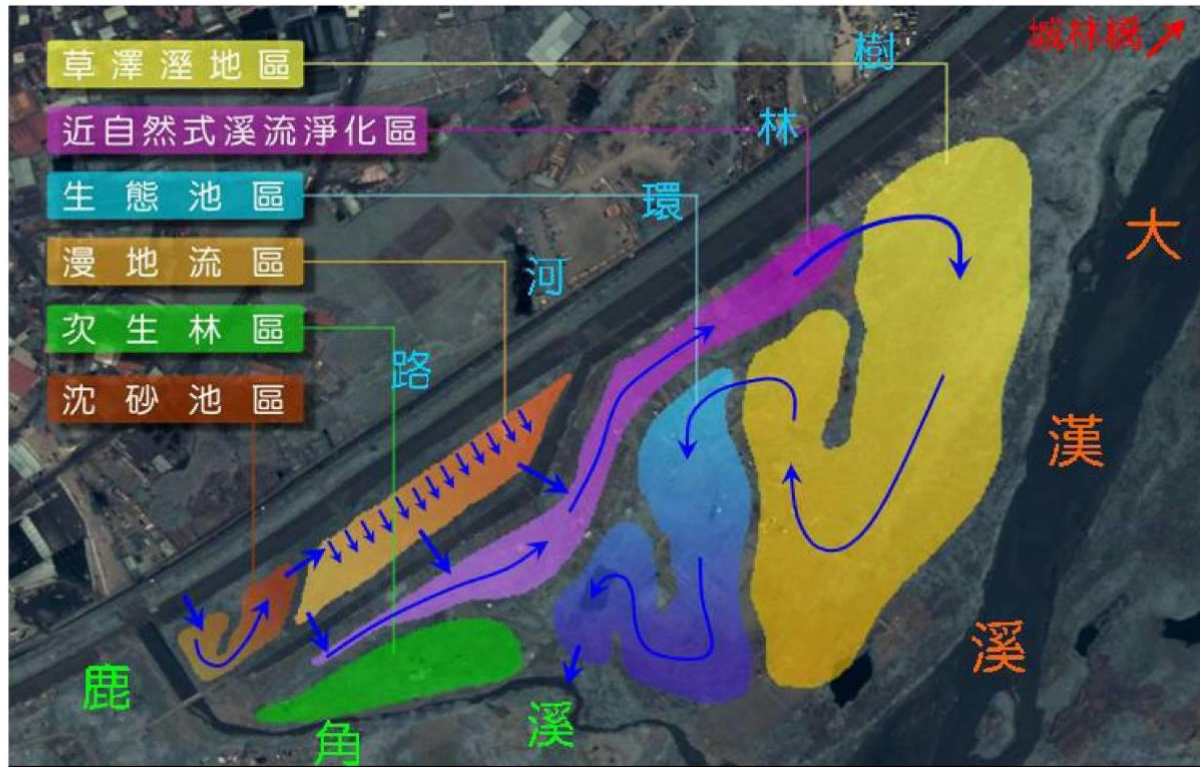 草澤溼地區
近自然式溪流淨化區
生態池區
漫地流區
次生林區
沈砂池區
城林橋
樹林環河路
大漢溪
鹿角溪